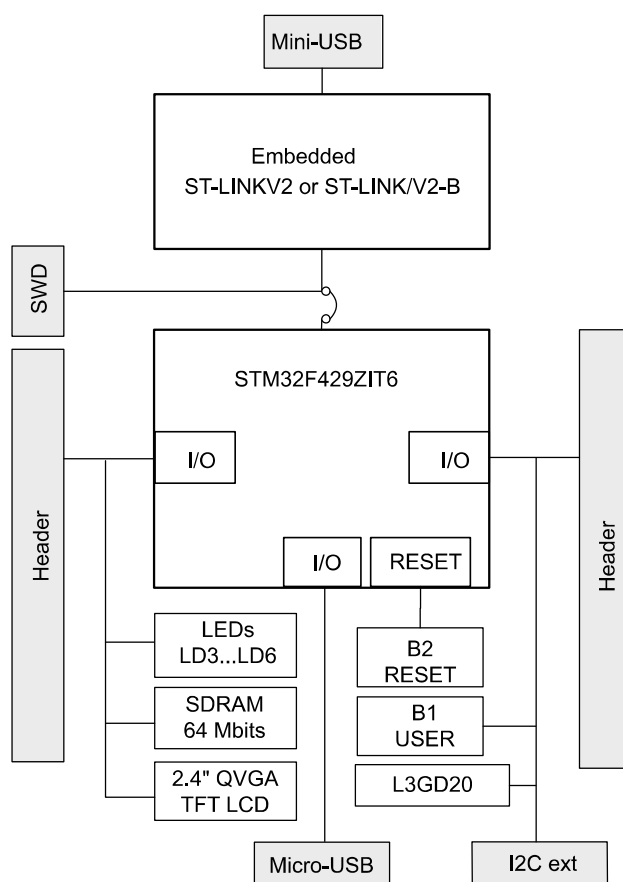 Mini-USB
Embedded
ST-LINKV2 or ST-LINK/V2-B
SWD
STM32F429ZIT6
I/O
I/O
Header
Header
I/O
RESET
LEDs
LD3...LD6
B2
RESET
SDRAM
64 Mbits
B1
USER
2.4" QVGA
TFT LCD
L3GD20
Micro-USB
I2C ext